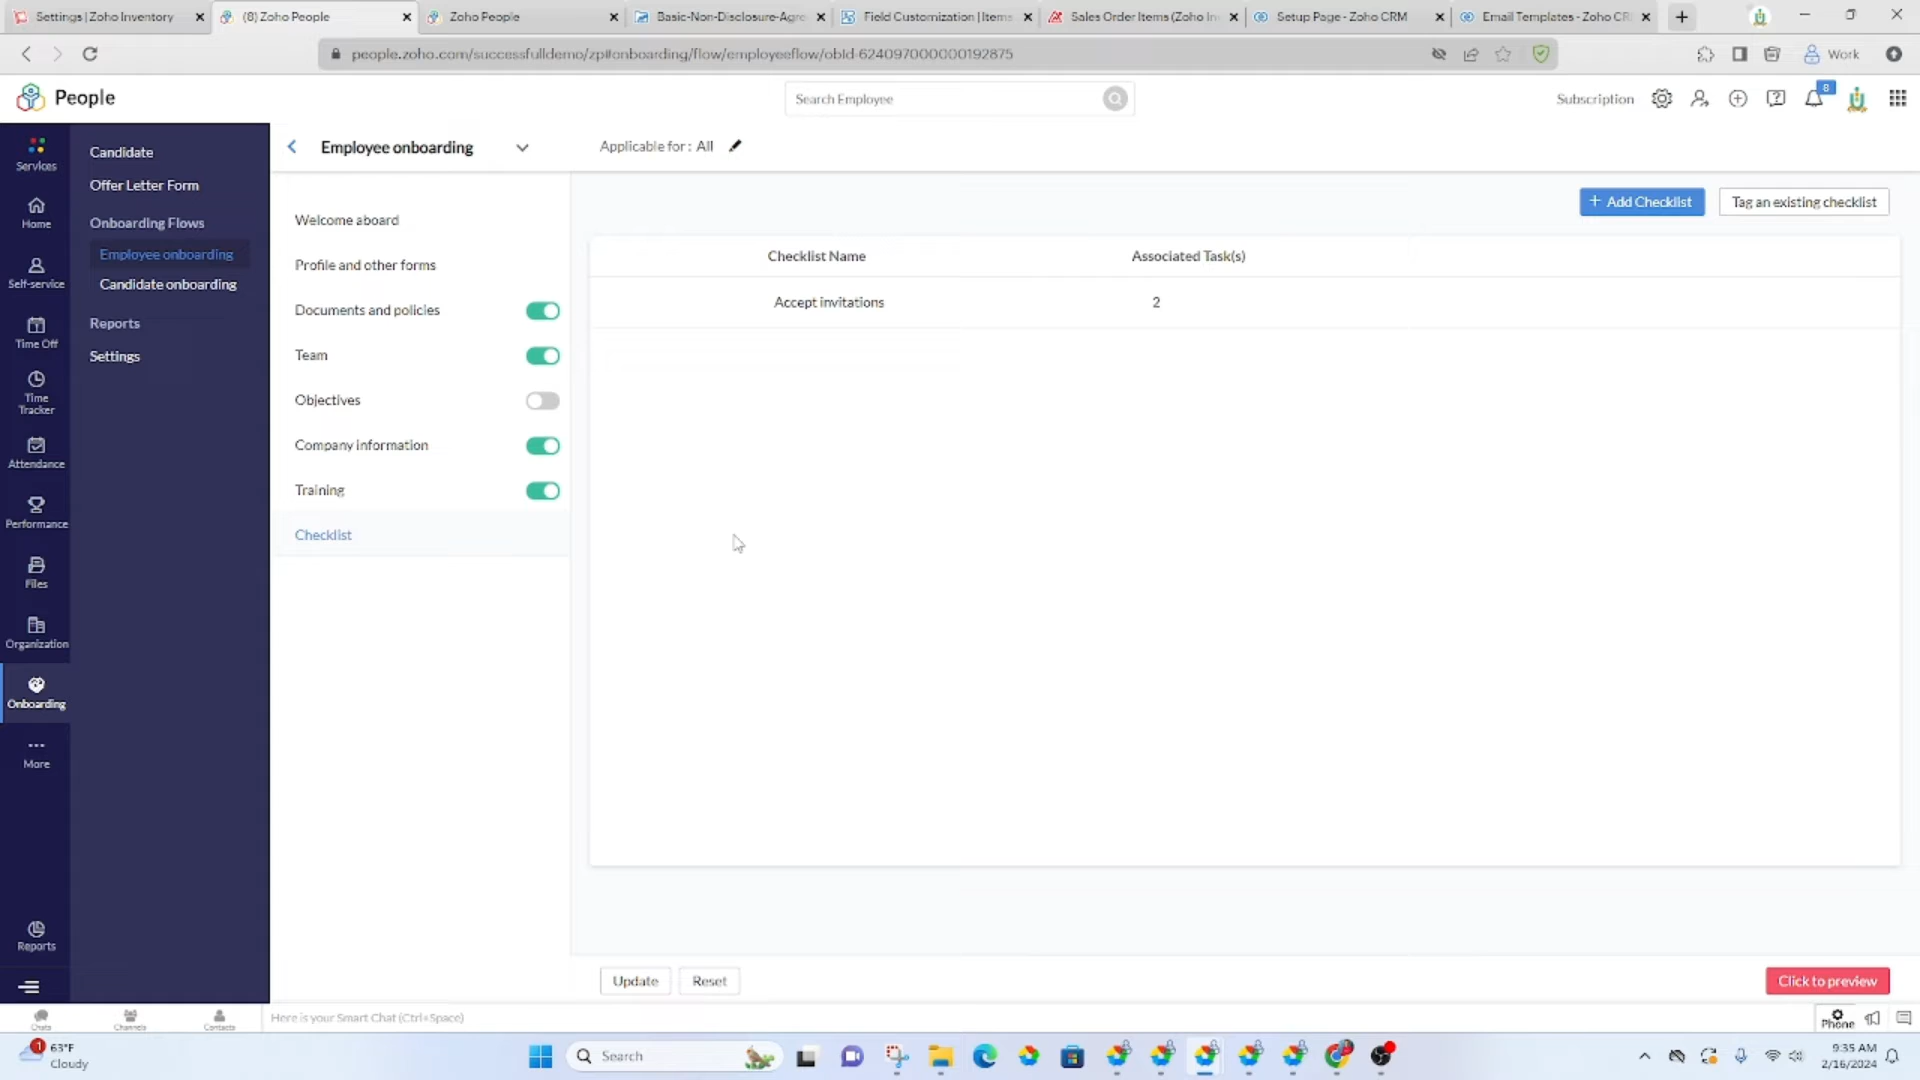 Settings | Zoho Inventory
(8) Zoho People
Zoho People
Basic-Non-Disclosure-Agre
Field Customization | Items
Sales Order Items (Zoho In
Setup Page - Zoho CRM
Email Templates - Zoho CR
people.zoho.com/successfulldemo/zp#onboarding/flow/employeeflow/obId-624097000000192875
Work
People
Search Employee
Subscription
8
Services
Home
Self-service
Time Off
Time
Tracker
Attendance
Performance
Files
Organization
Onboarding
More
Reports
Candidate
Offer Letter Form
Onboarding Flows
Employee onboarding
Candidate onboarding
Reports
Settings
Employee onboarding
Applicable for : All
Welcome aboard
Profile and other forms
Documents and policies
Team
Objectives
Company information
Training
Checklist
+ Add Checklist
Tag an existing checklist
Checklist Name
Associated Task(s)
Accept invitations
2
Update
Reset
Click to preview
Chats
Channels
Contacts
Here is your Smart Chat (Ctrl+Space)
Phone
1
63°F
Cloudy
Search
9:35 AM
2/16/2024